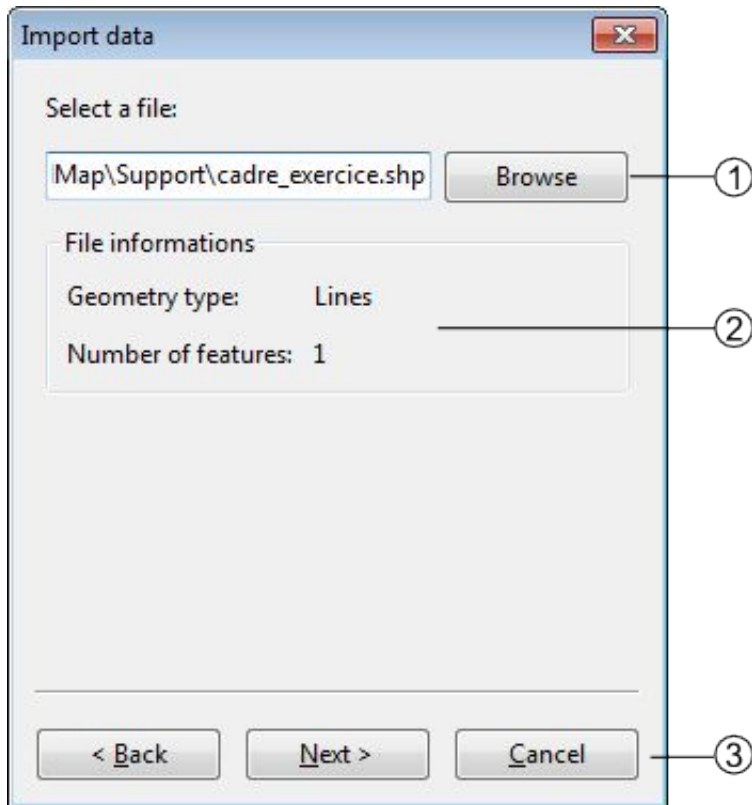 Import data
Select a file:
Map\Support\cadre_exercice.shp Browse 1
File informations
Geometry type: Lines
2
Number of features: 1
< Back Next > Cancel 3